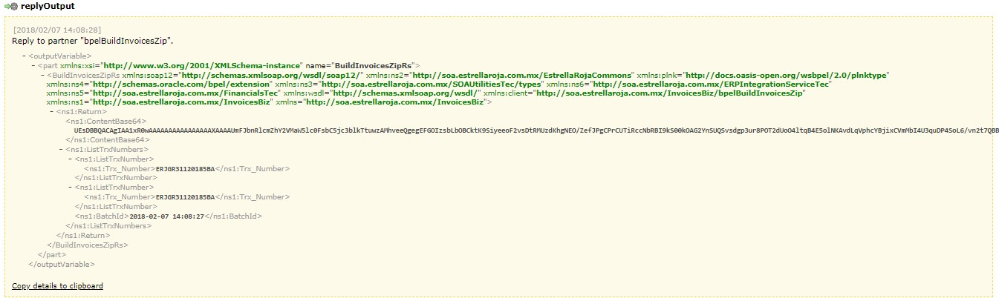 replyOutput
[2018/02/07 14:08:28]
Reply to partner "bpelBuildInvoicesZip".
- <outputVariable>
- <part xmlns:xsi="http://www.w3.org/2001/XMLSchema-instance" name="BuildInvoicesZipRs">
- <BuildInvoicesZipRs xmlns:soap12="http://schemas.xmlsoap.org/wsdl/soap12/" xmlns:ns2="http://soa.estrellaroja.com.mx/EstrellaRojaCommons" xmlns:plnk="http://docs.oasis-open.org/wsbpel/2.0/plnktype"
xmlns:ns4="http://schemas.oracle.com/bpel/extension" xmlns:ns3="http://soa.estrellaroja.com.mx/SOAUtilitiesTec/types" xmlns:ns6="http://soa.estrellaroja.com.mx/ERPIntegrationServiceTec"
xmlns:ns5="http://soa.estrellaroja.com.mx/FinancialsTec" xmlns:wsdl="http://schemas.xmlsoap.org/wsdl/" xmlns:client="http://soa.estrellaroja.com.mx/InvoicesBiz/bpelBuildInvoicesZip"
xmlns:ns1="http://soa.estrellaroja.com.mx/InvoicesBiz" xmlns="http://soa.estrellaroja.com.mx/InvoicesBiz">
- <ns1:Return>
<ns1:ContentBase64>
</ns1:ContentBase64>
- <ns1:ListTrxNumbers>
- <ns1:ListTrxNumber>
<ns1:Trx_Number>ERJGR31120185BA</ns1:Trx_Number>
</ns1:ListTrxNumber>
- <ns1:ListTrxNumber>
<ns1:Trx_Number>ERJGR31120185BA</ns1:Trx_Number>
</ns1:ListTrxNumber>
<ns1:BatchId>2018-02-07 14:08:27</ns1:BatchId>
</ns1:ListTrxNumbers>
</ns1:Return>
</BuildInvoicesZipRs>
</part>
</outputVariable>
Copy details to clipboard